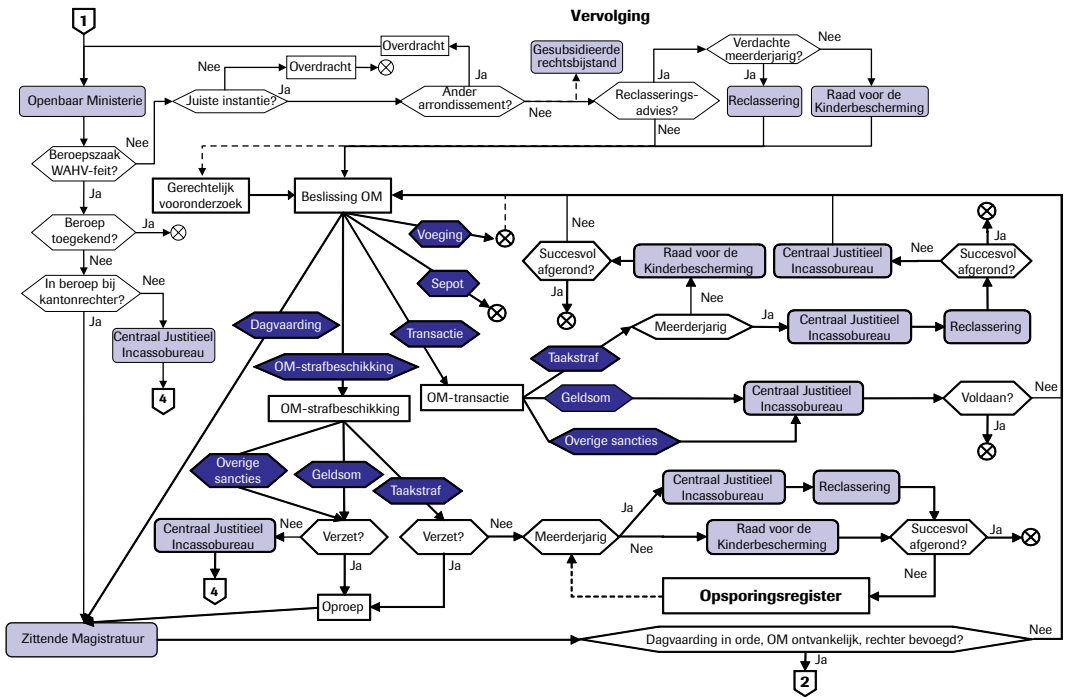 Vervolging
1
Overdracht
Nee
Overdracht
Ja
Gesubsidieerde
rechtsbijstand
Ja
Verdachte
meerderjarig?
Nee
Openbaar Ministerie
Juiste instantie?
Ja
Ander
arrondissement?
Nee
Reclasserings-
advies?
Ja
Reclassering
Raad voor de
Kinderbescherming
Nee
Nee
Beroepszaak
WAHV-feit?
Ja
Gerechtelijk
vooronderzoek
Beslissing OM
Beroep
toegekend?
Ja
Nee
In beroep bij
kantonrechter?
Nee
Ja
Centraal Justitieel
Incassobureau
4
Voeging
Sepot
Dagvaarding
Transactie
OM-strafbeschikking
Nee
Succesvol
afgerond?
Ja
Raad voor de
Kinderbescherming
Nee
Centraal Justitieel
Incassobureau
Nee
Ja
Succesvol
afgerond?
Meerderjarig
Ja
Centraal Justitieel
Incassobureau
Reclassering
Taakstraf
OM-strafbeschikking
OM-transactie
Geldsom
Centraal Justitieel
Incassobureau
Voldaan?
Nee
Ja
Overige sancties
Overige
sancties
Geldsom
Taakstraf
Centraal Justitieel
Incassobureau
Nee
Verzet?
Ja
4
Verzet?
Nee
Ja
Meerderjarig
Ja
Nee
Centraal Justitieel
Incassobureau
Reclassering
Raad voor de
Kinderbescherming
Succesvol
afgerond?
Ja
Nee
Opsporingsregister
Oproep
Zittende Magistratuur
Dagvaarding in orde, OM ontvankelijk, rechter bevoegd?
Nee
Ja
2